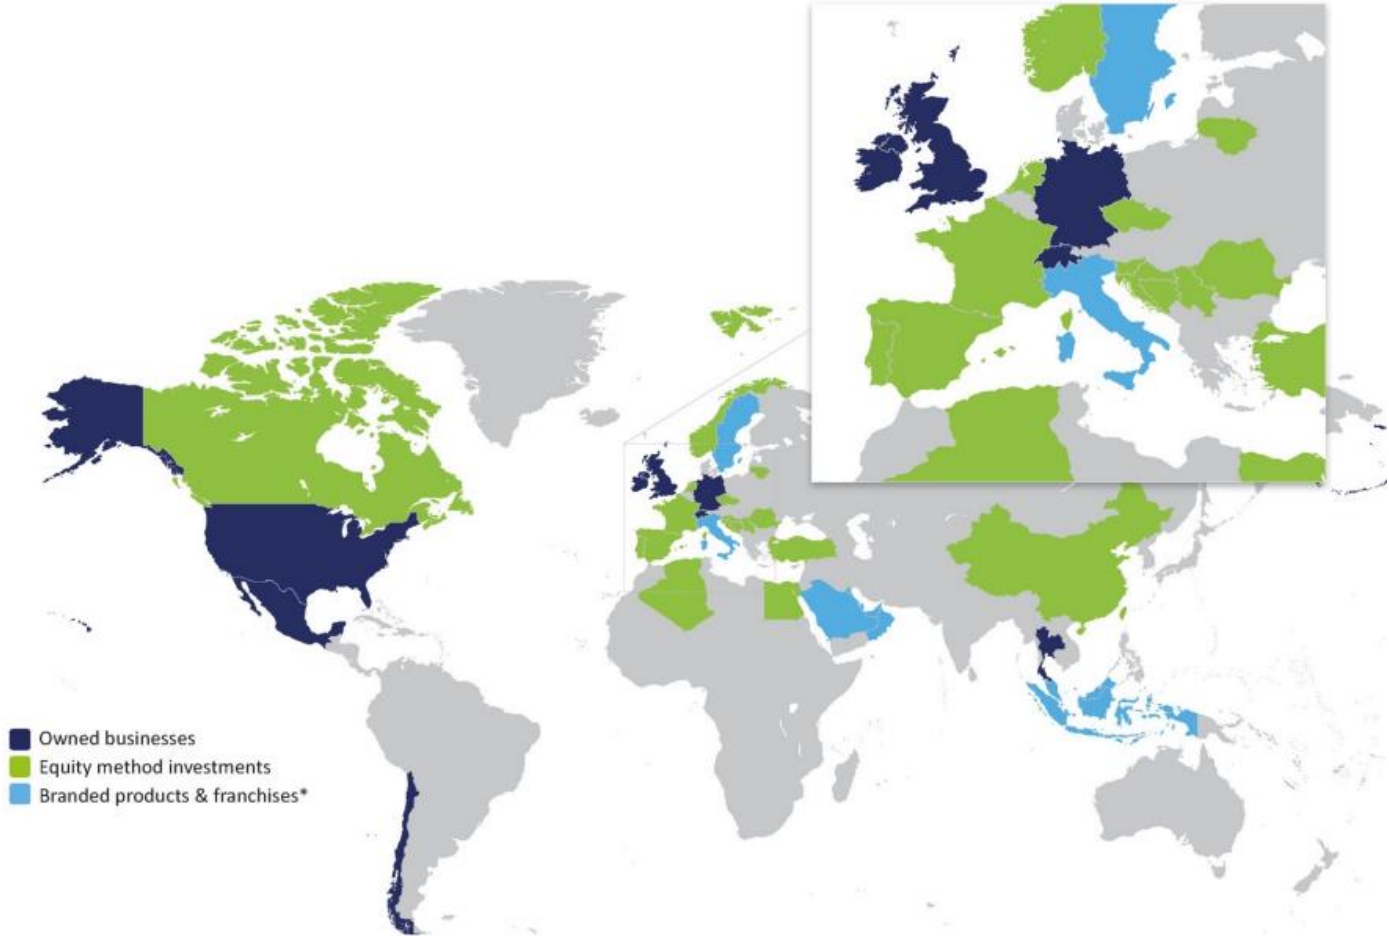 Owned businesses
Equity method investments
Branded products & franchises*